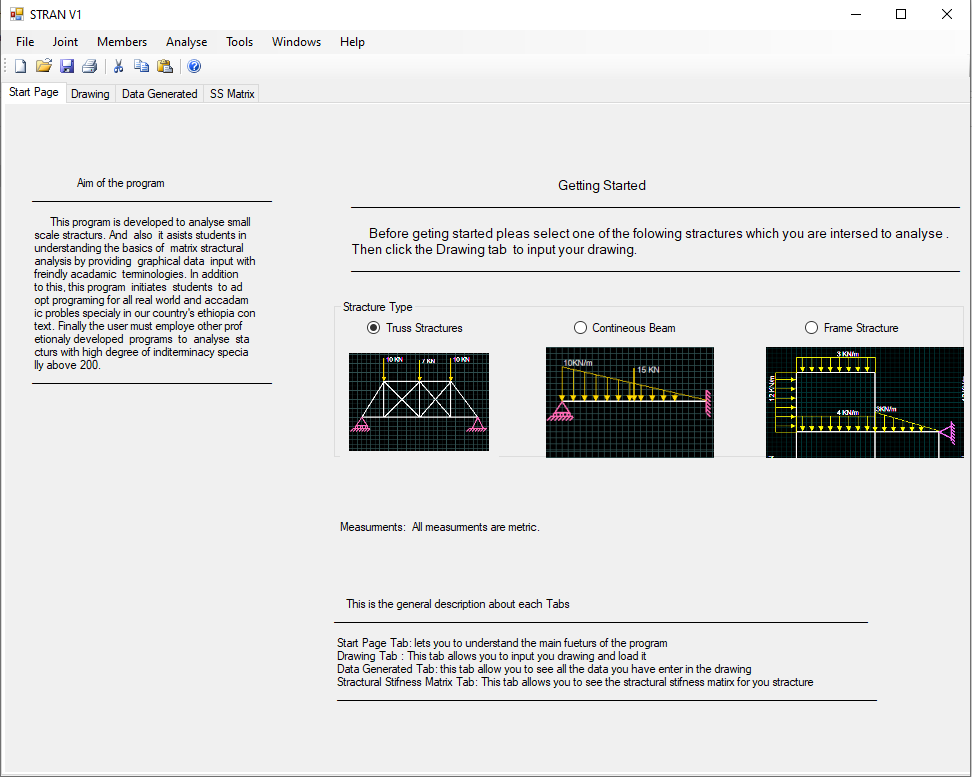 STRAN V1
File Joint Members Analyse Tools Windows Help
Start Page Drawing Data Generated SS Matrix
Aim of the program
This program is developed to analyse small
scale stracturs. And also it asists students in
understanding the basics of matrix stractural
analysis by providing graphical data input with
freindly acadamic terminologies. In addition
to this, this program initiates students to ad
opt programing for all real world and accadam
ic probles specialy in our country's ethiopia con
text. Finally the user must employe other prof
etionaly developed programs to analyse sta
cturs with high degree of inditerminacy specia
lly above 200.
Getting Started
Before geting started pleas select one of the folowing stractures which you are intersed to analyse .
Then click the Drawing tab to input your drawing.
Stracture Type
Truss Stractures
Contineous Beam
Frame Stracture
10 KN 7 KN 10 KN
10KN/m
15 KN
3 KN/m
12 KN/m
4 KN/m
3KN/m
Measurments: All measurments are metric.
This is the general description about each Tabs
Start Page Tab: lets you to understand the main fueturs of the program
Drawing Tab : This tab allows you to input you drawing and load it
Data Generated Tab: this tab allow you to see all the data you have enter in the drawing
Stractural Stifness Matrix Tab: This tab allows you to see the stractural stifness matirx for you stracture